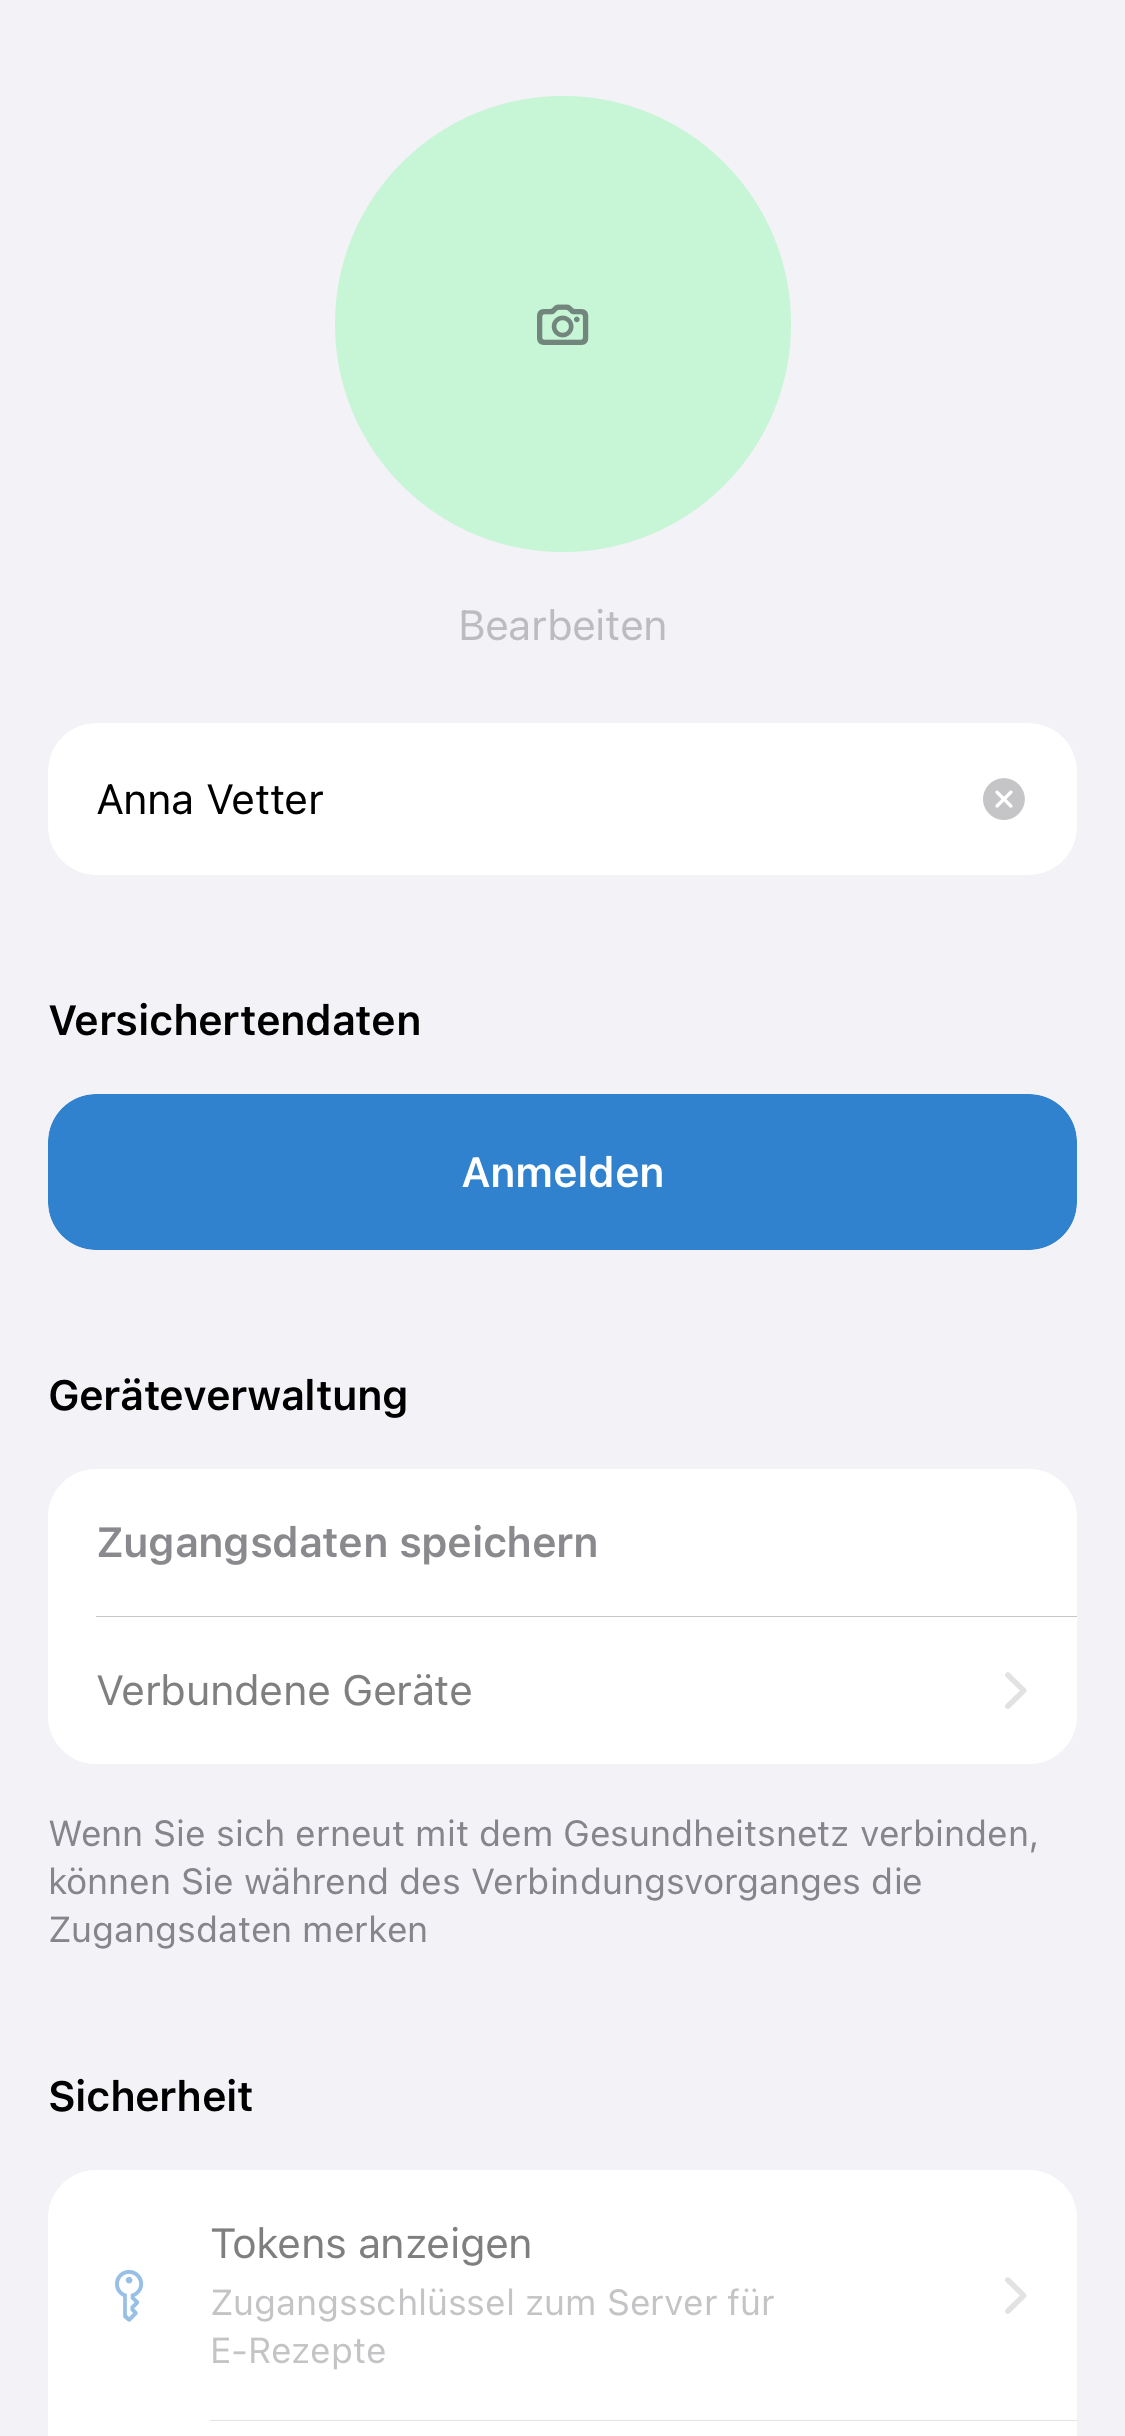 Bearbeiten
Anna Vetter
Versichertendaten
Anmelden
Geräteverwaltung
Zugangsdaten speichern
Verbundene Geräte
Wenn Sie sich erneut mit dem Gesundheitsnetz verbinden,
können Sie während des Verbindungsvorganges die
Zugangsdaten merken
Sicherheit
Tokens anzeigen
Zugangsschlüssel zum Server für
E-Rezepte